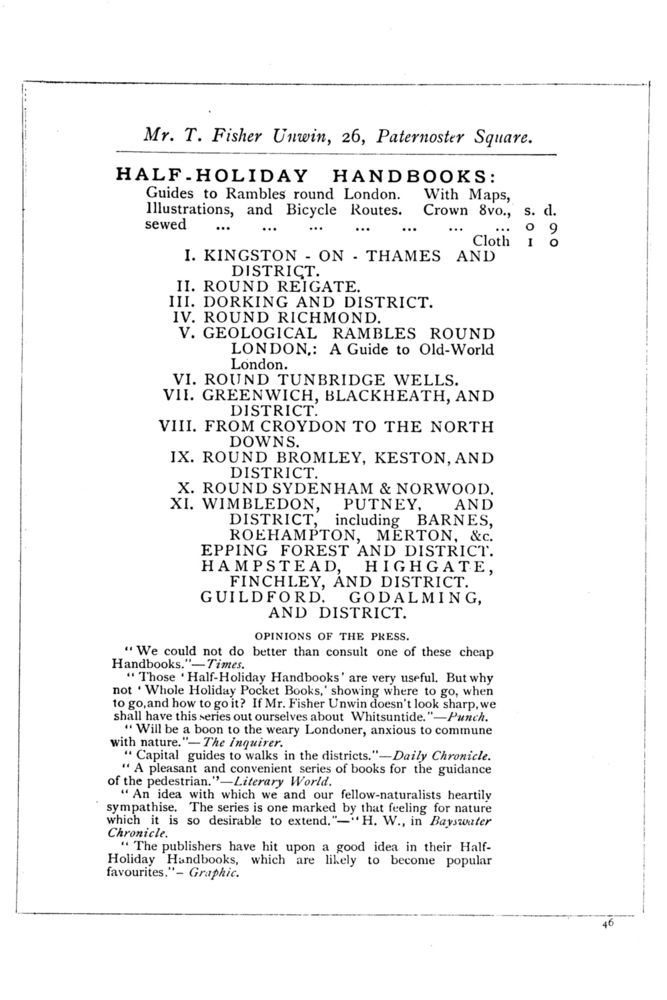 Mr. T. Fisher Unwin, 26, Paternoster Square.
HALF-HOLIDAY HANDBOOKS:
Guides to Rambles round London. With Maps,
Illustrations, and Bicycle Routes. Crown 8vo., s. d.
sewed ... ... ... ... ... ... ... 0 9
Cloth 1 0
I. KINGSTON - ON - THAMES AND
DISTRICT.
II. ROUND REIGATE.
III. DORKING AND DISTRICT.
IV. ROUND RICHMOND.
V. GEOLOGICAL RAMBLES ROUND
LONDON,: A Guide to Old-World
London.
VI. ROUND TUNBRIDGE WELLS.
VII. GREENWICH, BLACKHEATH, AND
DISTRICT.
VIII. FROM CROYDON TO THE NORTH
DOWNS.
IX. ROUND BROMLEY, KESTON, AND
DISTRICT.
X. ROUND SYDENHAM & NORWOOD.
XI. WIMBLEDON, PUTNEY, AND
DISTRICT, including BARNES,
ROEHAMPTON, MERTON, &c.
EPPING FOREST AND DISTRICT.
HAMPSTEAD, HIGHGATE,
FINCHLEY, AND DISTRICT.
GUILDFORD. GODALMING,
AND DISTRICT.
OPINIONS OF THE PRESS.
"We could not do better than consult one of these cheap
Handbooks."—Times.
"Those 'Half-Holiday Handbooks' are very useful. But why
not 'Whole Holiday Pocket Books,' showing where to go, when
to go, and how to go it? If Mr. Fisher Unwin doesn't look sharp, we
shall have this series out ourselves about Whitsuntide."—Punch.
"Will be a boon to the weary Londoner, anxious to commune
with nature."—The Inquirer.
"Capital guides to walks in the districts."—Daily Chronicle.
"A pleasant and convenient series of books for the guidance
of the pedestrian."—Literary World.
"An idea with which we and our fellow-naturalists heartily
sympathise. The series is one marked by that feeling for nature
which it is so desirable to extend."—"H. W., in Bayswater
Chronicle.
"The publishers have hit upon a good idea in their Half-
Holiday Handbooks, which are likely to become popular
favourites."—Graphic.
46